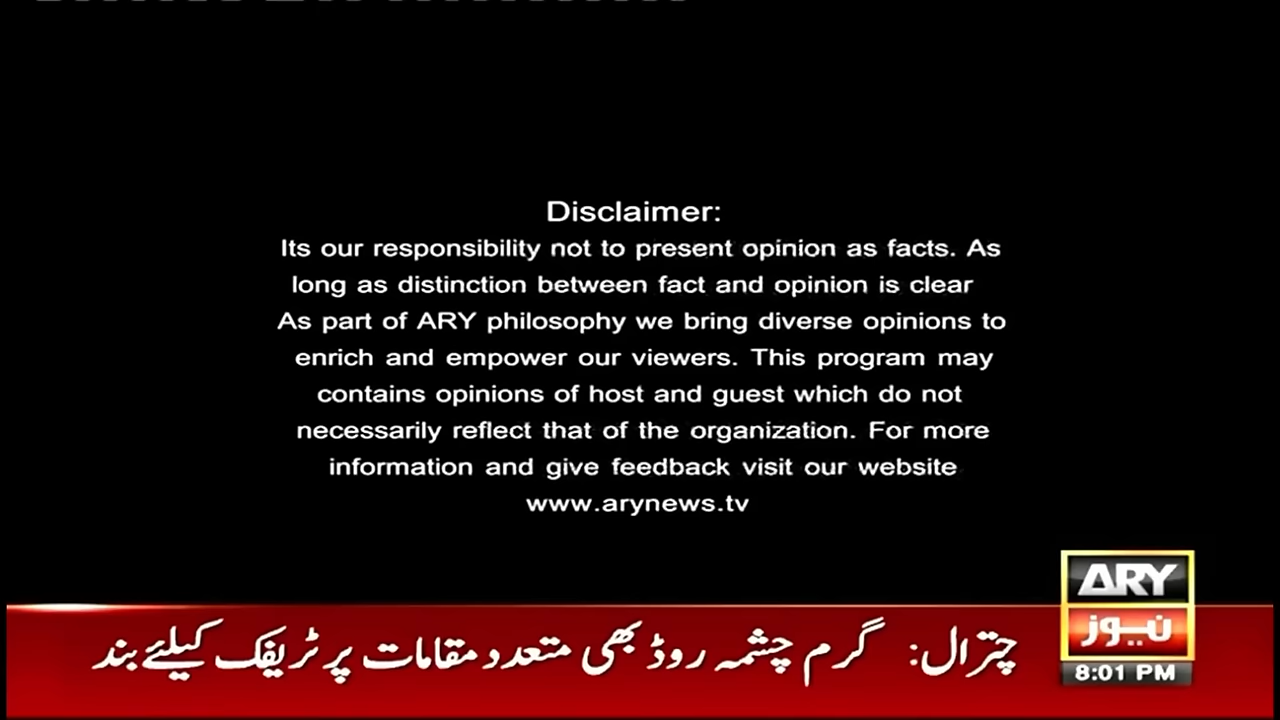 Disclaimer:
Its our responsibility not to present opinion as facts. As
long as distinction between fact and opinion is clear
As part of ARY philosophy we bring diverse opinions to
enrich and empower our viewers. This program may
contains opinions of host and guest which do not
necessarily reflect that of the organization. For more
information and give feedback visit our website
www.arynews.tv
ARY
نیوز
8:01 PM
چترال: گرم چشمہ روڈ بھی متعدد مقامات پر ٹریفک کیلئے بند